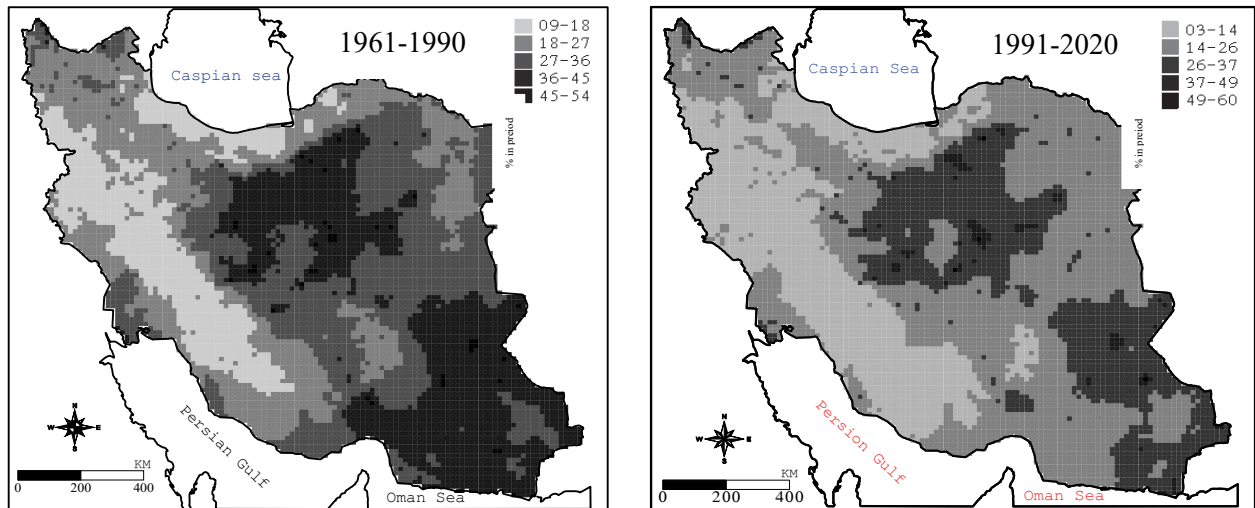 1961-1990
09-18
18-27
27-36
36-45
45-54
% in preiod
Caspian sea
Persian Gulf
Oman Sea
N
W
E
S
KM
0
200
400
1991-2020
03-14
14-26
26-37
37-49
49-60
% in preiod
Caspian Sea
Persion Gulf
Oman Sea
N
W
E
S
KM
0
200
400